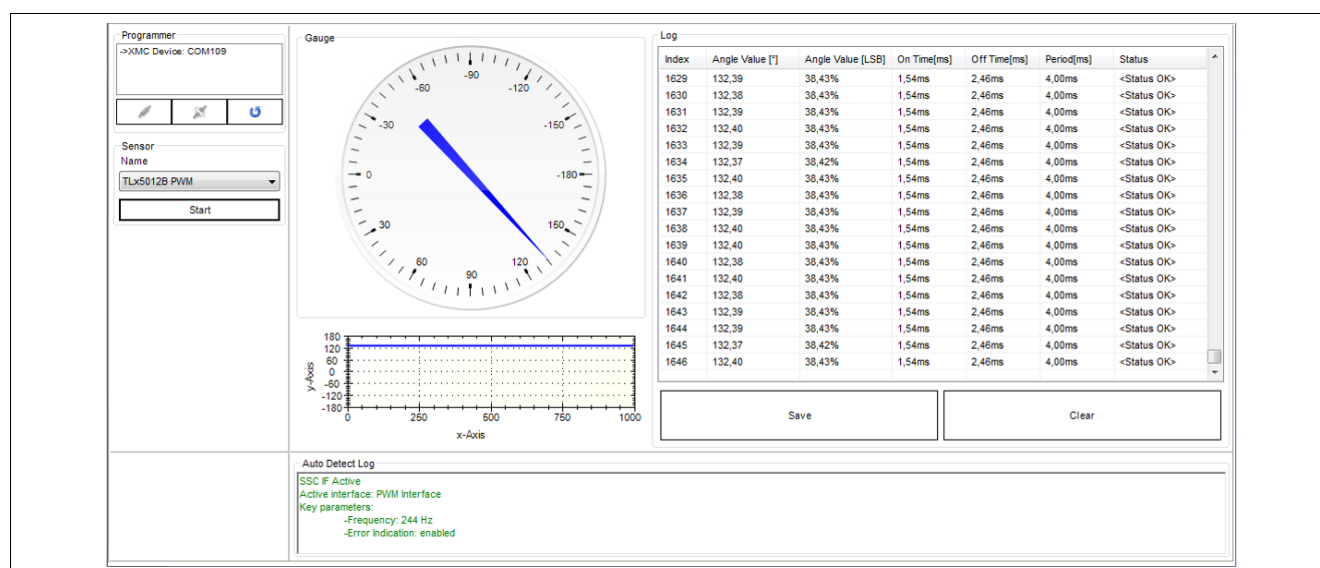 Programmer
->XMC Device: COM109
Sensor
Name
TLx5012B PWM
Start
Gauge
-90
-60 -120
-30 -150
0 -180
30 150
60 120
90
180
120
60
0
-60
-120
-180
y-Axis
0 250 500 750 1000
x-Axis
Log
Index Angle Value [°] Angle Value [LSB] On Time[ms] Off Time[ms] Period[ms] Status
1629 132,39 38,43% 1,54ms 2,46ms 4,00ms <Status OK>
1630 132,38 38,43% 1,54ms 2,46ms 4,00ms <Status OK>
1631 132,39 38,43% 1,54ms 2,46ms 4,00ms <Status OK>
1632 132,40 38,43% 1,54ms 2,46ms 4,00ms <Status OK>
1633 132,39 38,43% 1,54ms 2,46ms 4,00ms <Status OK>
1634 132,37 38,42% 1,54ms 2,46ms 4,00ms <Status OK>
1635 132,40 38,43% 1,54ms 2,46ms 4,00ms <Status OK>
1636 132,38 38,43% 1,54ms 2,46ms 4,00ms <Status OK>
1637 132,39 38,43% 1,54ms 2,46ms 4,00ms <Status OK>
1638 132,40 38,43% 1,54ms 2,46ms 4,00ms <Status OK>
1639 132,40 38,43% 1,54ms 2,46ms 4,00ms <Status OK>
1640 132,38 38,43% 1,54ms 2,46ms 4,00ms <Status OK>
1641 132,40 38,43% 1,54ms 2,46ms 4,00ms <Status OK>
1642 132,38 38,43% 1,54ms 2,46ms 4,00ms <Status OK>
1643 132,39 38,43% 1,54ms 2,46ms 4,00ms <Status OK>
1644 132,39 38,43% 1,54ms 2,46ms 4,00ms <Status OK>
1645 132,37 38,42% 1,54ms 2,46ms 4,00ms <Status OK>
1646 132,40 38,43% 1,54ms 2,46ms 4,00ms <Status OK>
Save Clear
Auto Detect Log
SSC IF Active
Active interface: PWM Interface
Key parameters:
-Frequency: 244 Hz
-Error Indication: enabled